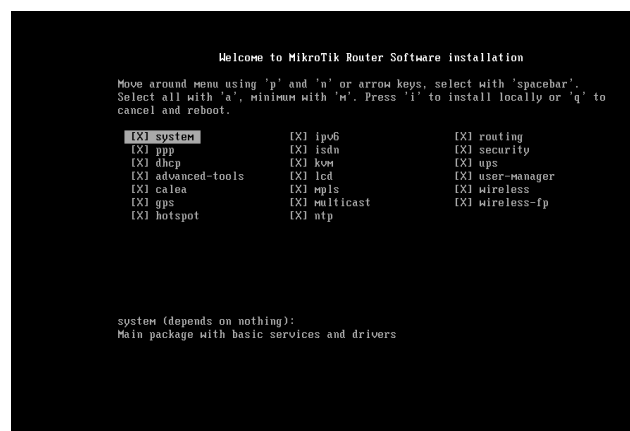 Welcome to MikroTik Router Software installation
Move around menu using 'p' and 'n' or arrow keys, select with 'spacebar'.
Select all with 'a', minimum with 'm'. Press 'i' to install locally or 'q' to
cancel and reboot.
[X] system [X] ipv6 [X] routing
[X] ppp [X] isdn [X] security
[X] dhcp [X] kvm [X] ups
[X] advanced-tools [X] lcd [X] user-manager
[X] calea [X] mpls [X] wireless
[X] gps [X] multicast [X] wireless-fp
[X] hotspot [X] ntp
system (depends on nothing):
Main package with basic services and drivers